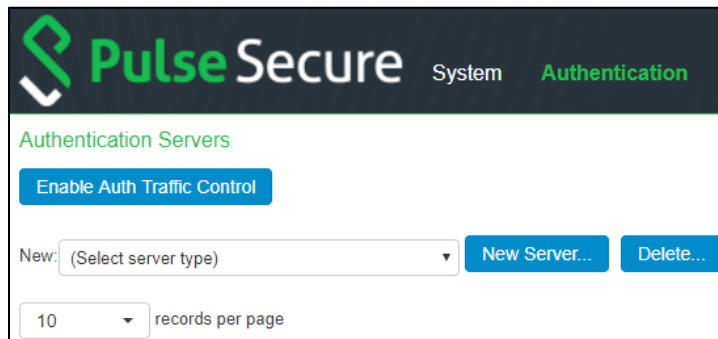 Pulse Secure System Authentication
Authentication Servers
Enable Auth Traffic Control
New: (Select server type) New Server... Delete...
10 records per page